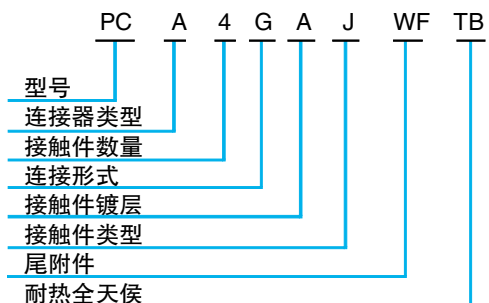 PC A 4 G A J WF TB
型号
连接器类型
接触件数量
连接形式
接触件镀层
接触件类型
尾附件
耐热全天侯